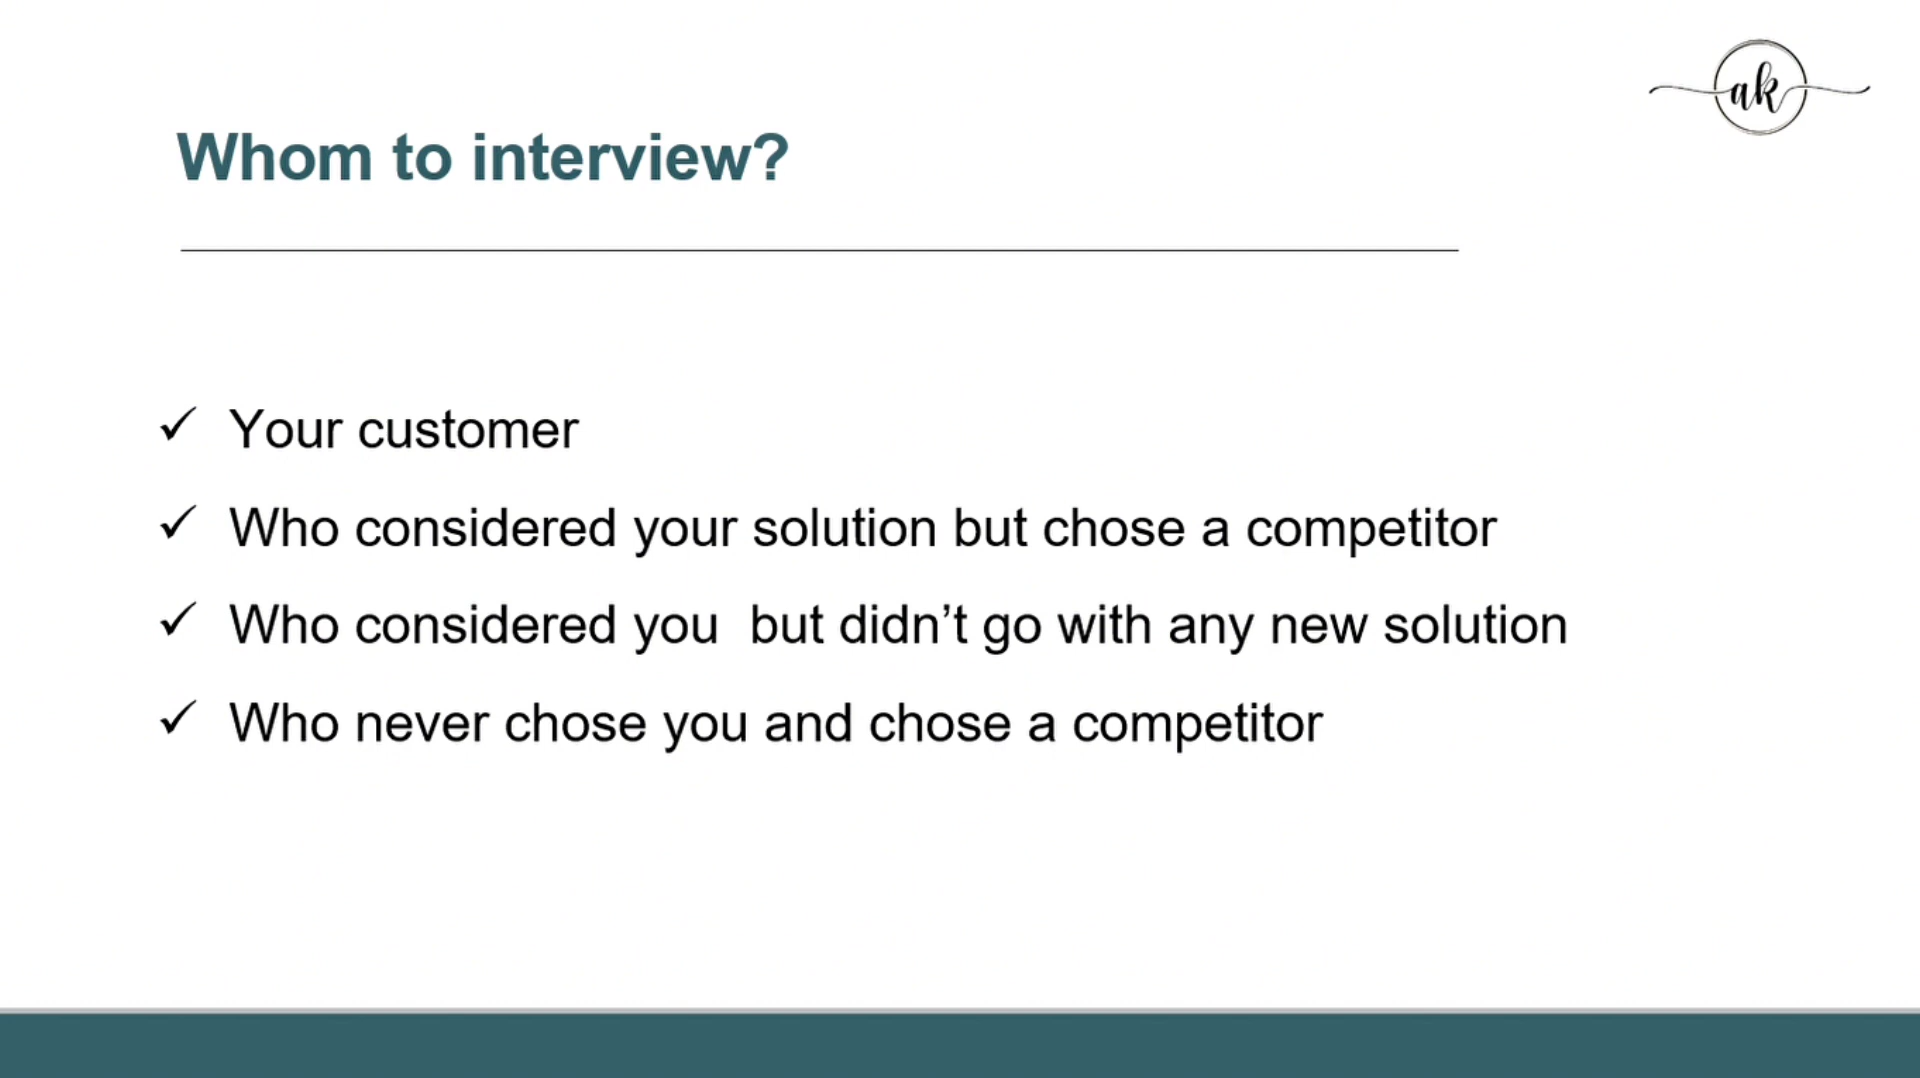 ak
Whom to interview?
✓ Your customer
✓ Who considered your solution but chose a competitor
✓ Who considered you  but didn’t go with any new solution
✓ Who never chose you and chose a competitor